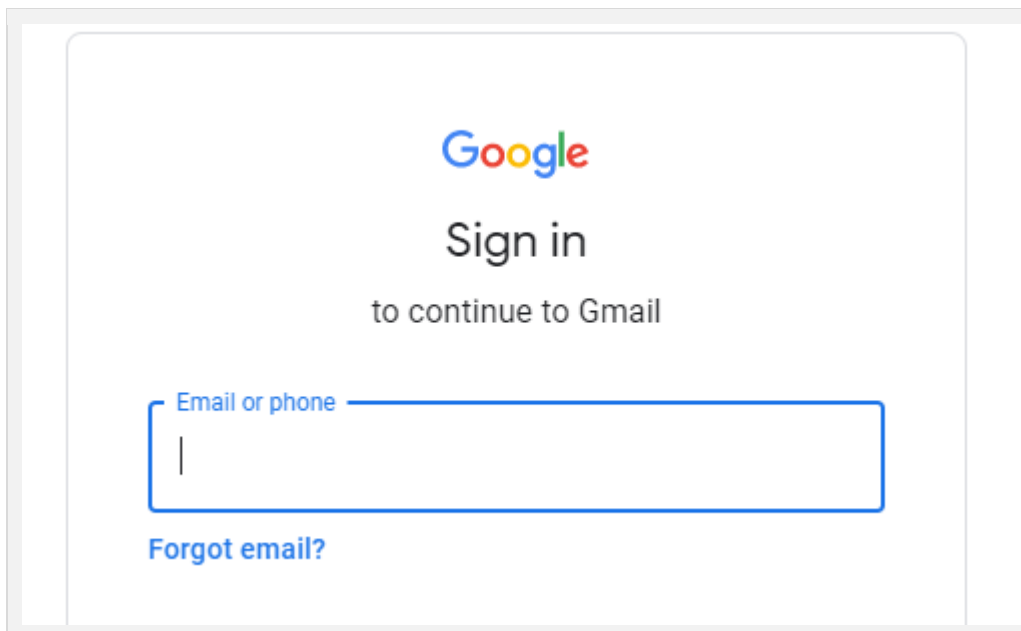 Google
Sign in
to continue to Gmail
Email or phone
Forgot email?